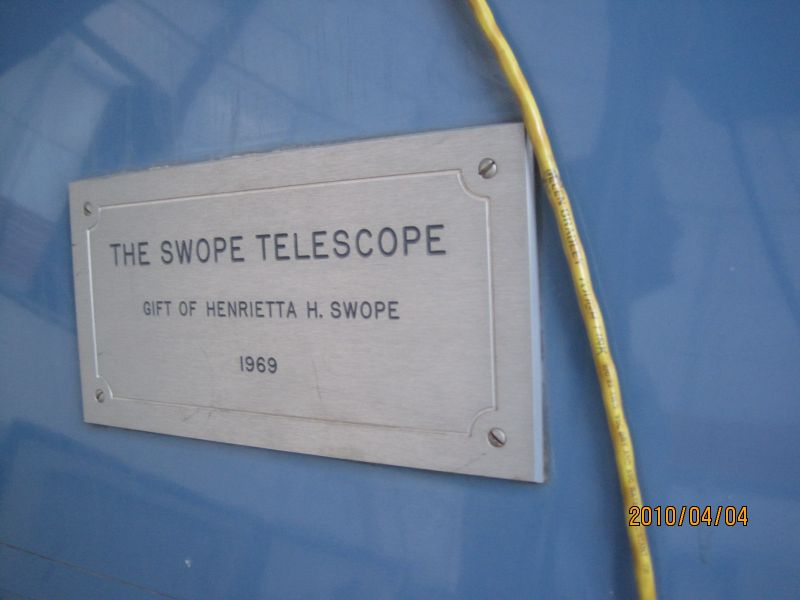 THE SWOPE TELESCOPE
GIFT OF HENRIETTA H. SWOPE
1969
2010/04/04